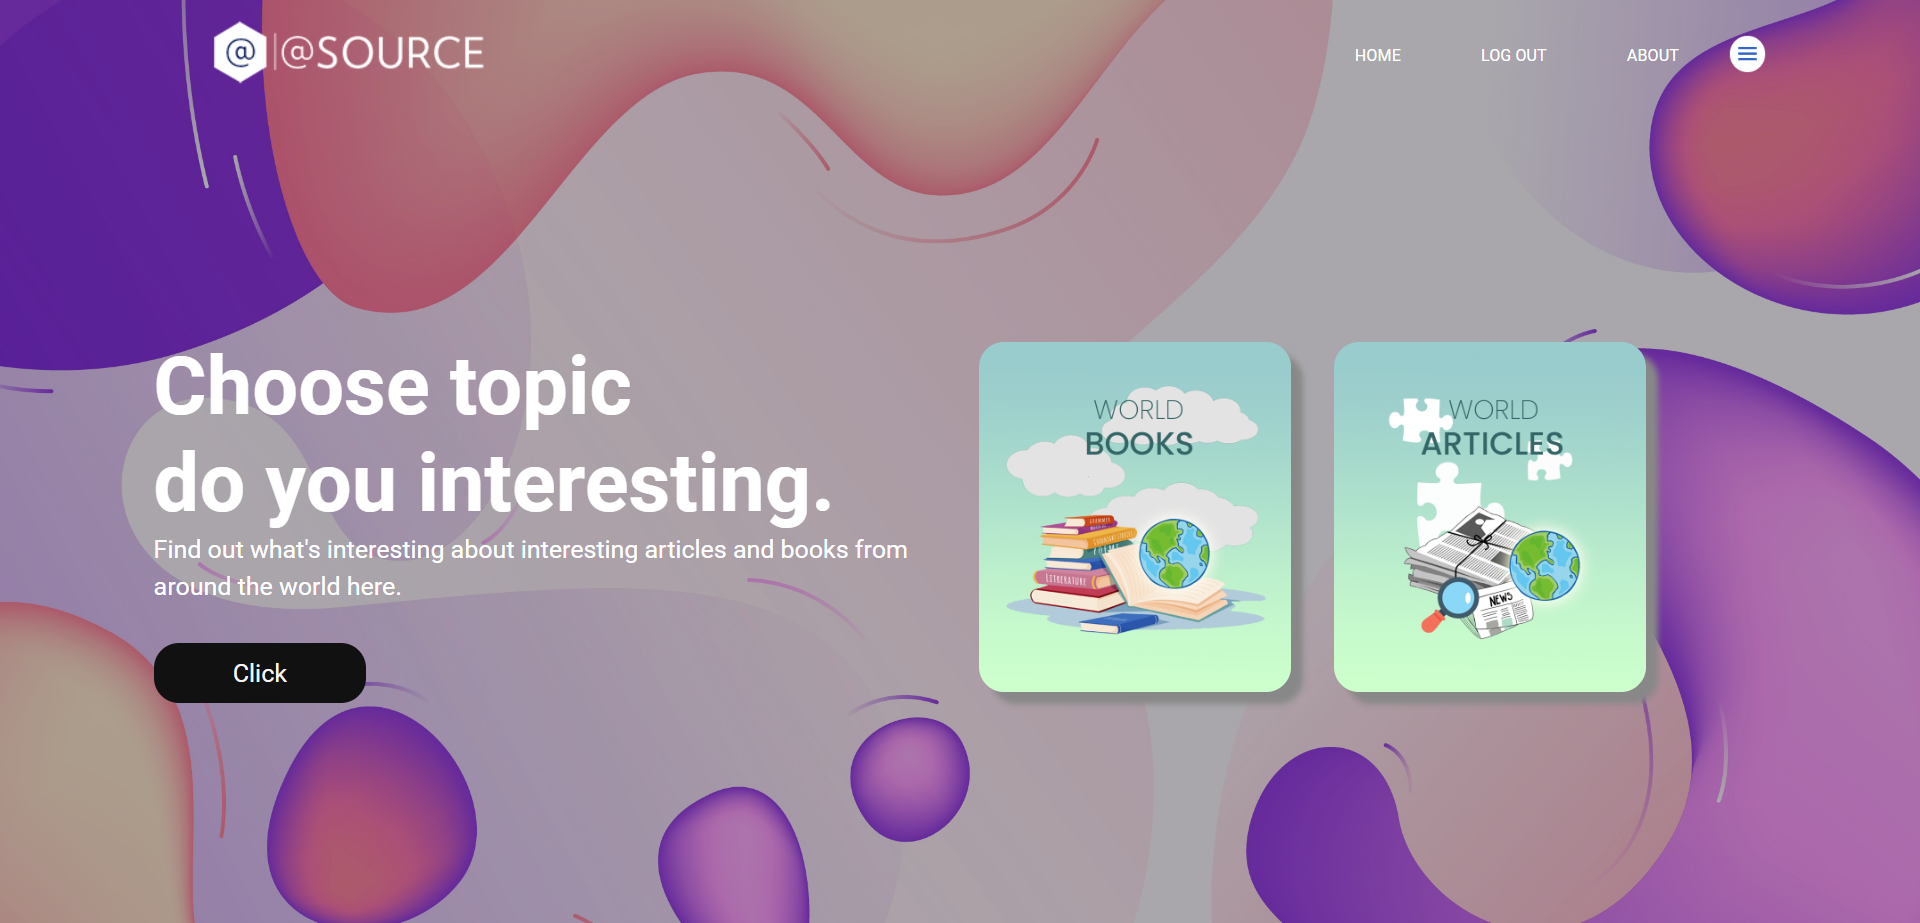 @ @SOURCE
HOME LOG OUT ABOUT
Choose topic
do you interesting.
Find out what's interesting about interesting articles and books from
around the world here.
Click
WORLD
BOOKS
LITERATURE
WORLD
ARTICLES
NEWS